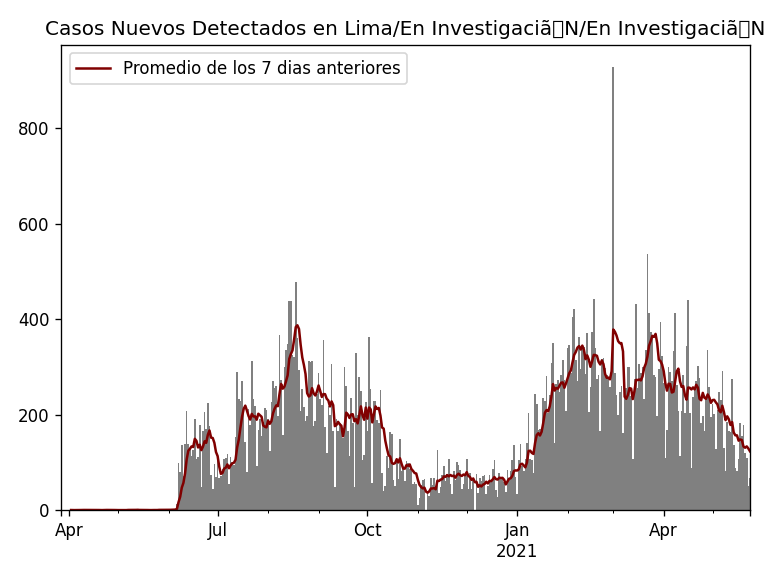 Casos Nuevos Detectados en Lima/En Investigaciã▯N/En Investigaciã▯N
Promedio de los 7 dias anteriores
800
600
400
200
0
Apr Jul Oct Jan Apr
2021